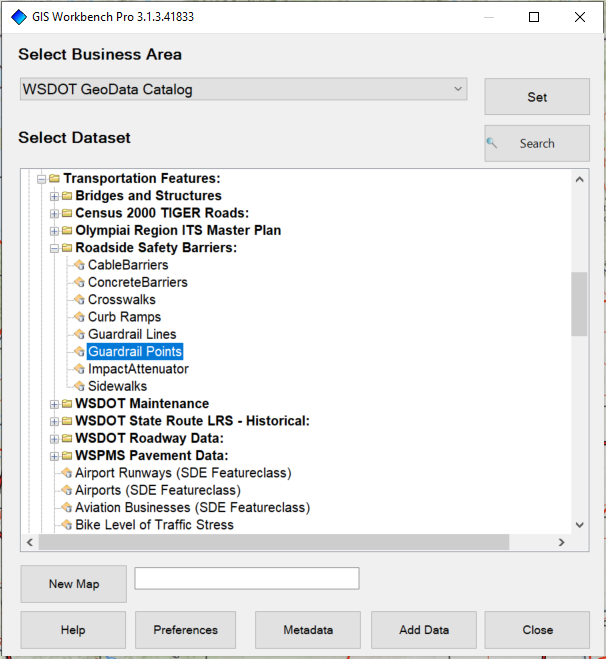 GIS Workbench Pro 3.1.3.41833
Select Business Area
WSDOT GeoData Catalog
Set
Select Dataset
Search
Transportation Features:
Bridges and Structures
Census 2000 TIGER Roads:
Olympiai Region ITS Master Plan
Roadside Safety Barriers:
CableBarriers
ConcreteBarriers
Crosswalks
Curb Ramps
Guardrail Lines
Guardrail Points
ImpactAttenuator
Sidewalks
WSDOT Maintenance
WSDOT State Route LRS - Historical:
WSDOT Roadway Data:
WSPMS Pavement Data:
Airport Runways (SDE Featureclass)
Airports (SDE Featureclass)
Aviation Businesses (SDE Featureclass)
Bike Level of Traffic Stress
New Map
Help Preferences Metadata Add Data Close